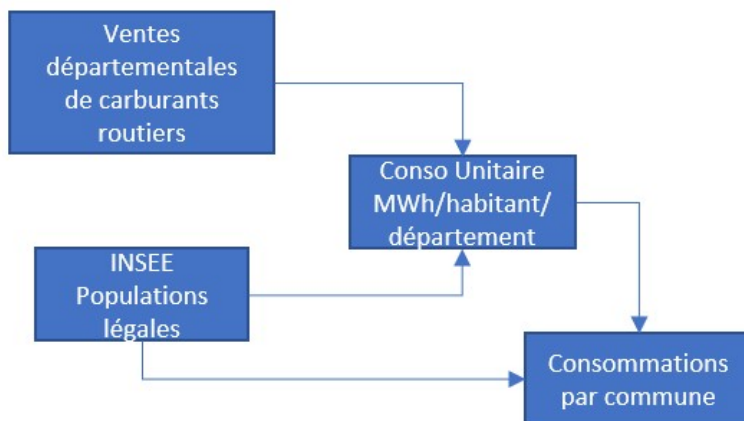 Ventes
départementales
de carburants
routiers
Conso Unitaire
MWh/habitant/
département
INSEE
Populations
légales
Consommations
par commune